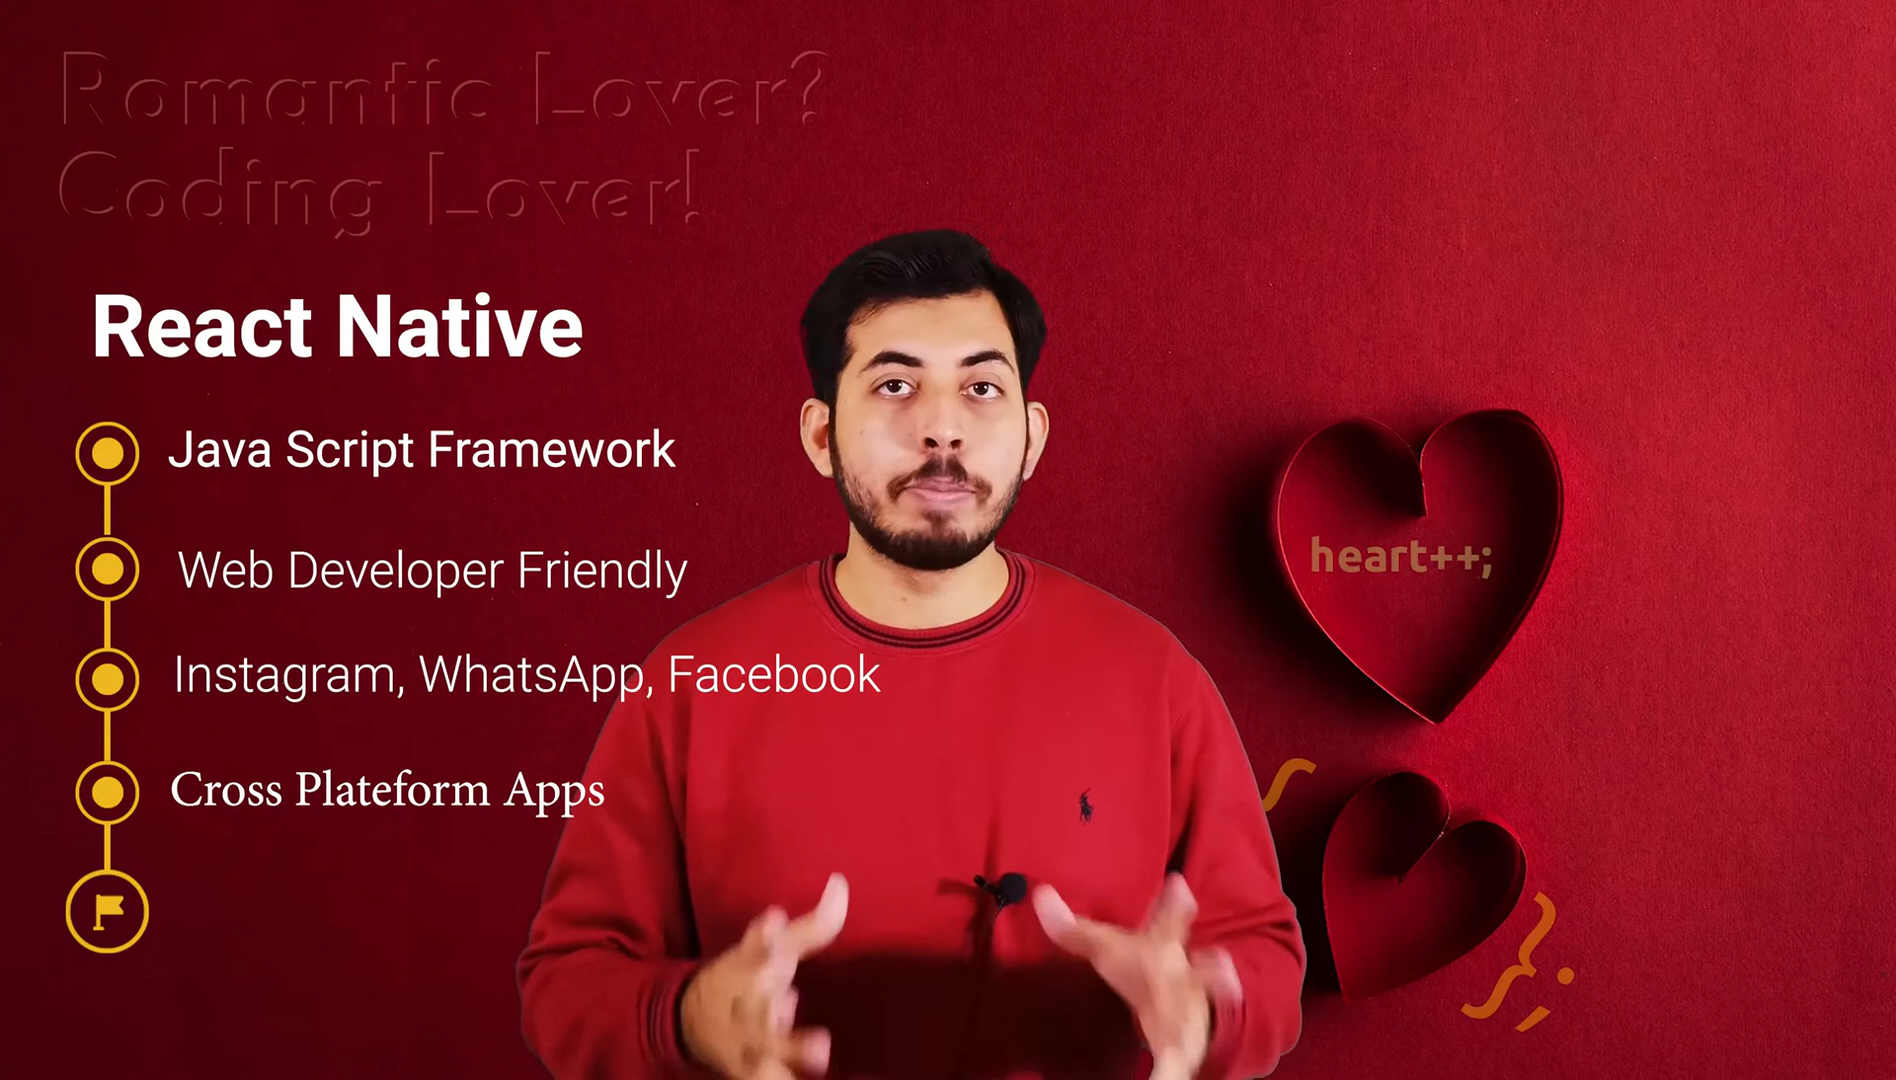 Romantic Lover?
Coding Lover!
React Native
Java Script Framework
Web Developer Friendly
Instagram, WhatsApp, Facebook
Cross Plateform Apps
heart++;
{
};